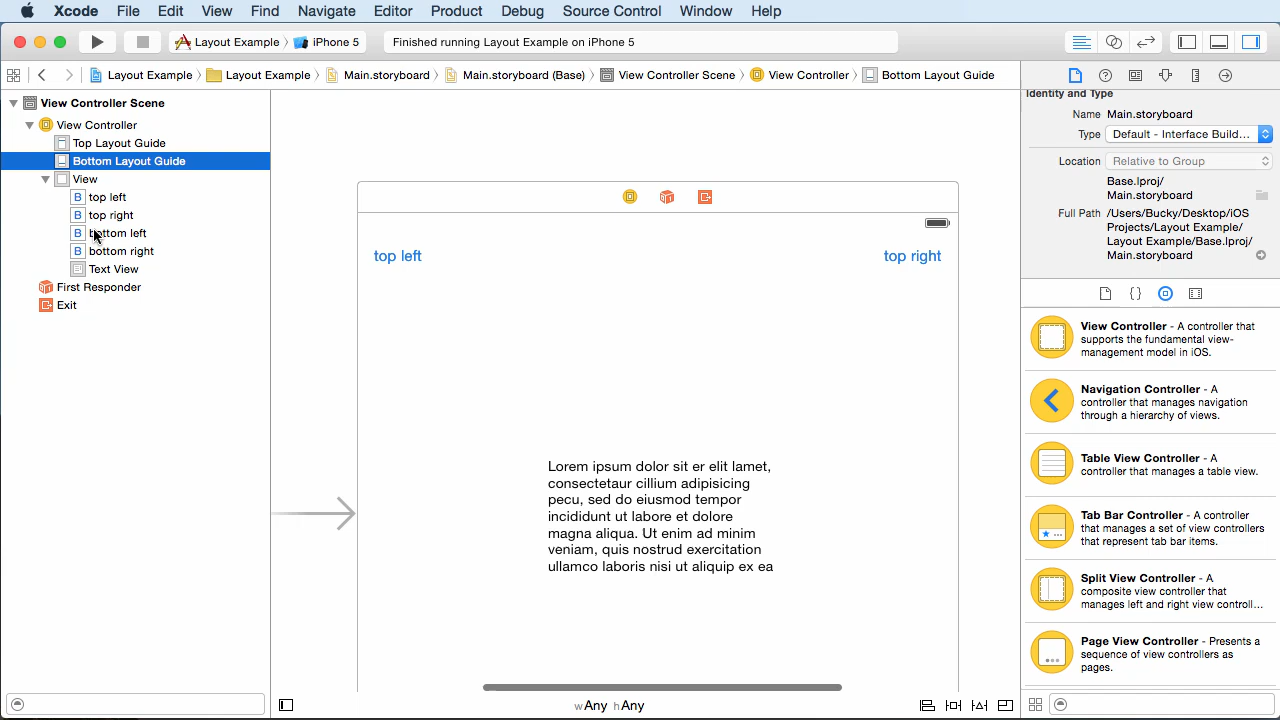 Xcode File Edit View Find Navigate Editor Product Debug Source Control Window Help
Layout Example iPhone 5 Finished running Layout Example on iPhone 5
Layout Example Layout Example Main.storyboard Main.storyboard (Base) View Controller Scene View Controller Bottom Layout Guide
View Controller Scene
View Controller
Top Layout Guide
Bottom Layout Guide
View
B top left
B top right
B bottom left
B bottom right
Text View
First Responder
Exit
top left
top right
Lorem ipsum dolor sit er elit lamet,
consectetaur cillium adipisicing
pecu, sed do eiusmod tempor
incididunt ut labore et dolore
magna aliqua. Ut enim ad minim
veniam, quis nostrud exercitation
ullamco laboris nisi ut aliquip ex ea
wAny hAny
Identity and Type
Name Main.storyboard
Type Default - Interface Build...
Location Relative to Group
Base.lproj/
Main.storyboard
Full Path /Users/Bucky/Desktop/iOS
Projects/Layout Example/
Layout Example/Base.lproj/
Main.storyboard
View Controller - A controller that
supports the fundamental view-
management model in iOS.
Navigation Controller - A
controller that manages navigation
through a hierarchy of views.
Table View Controller - A
controller that manages a table view.
Tab Bar Controller - A controller
that manages a set of view controllers
that represent tab bar items.
Split View Controller - A
composite view controller that
manages left and right view controll...
Page View Controller - Presents a
sequence of view controllers as
pages.